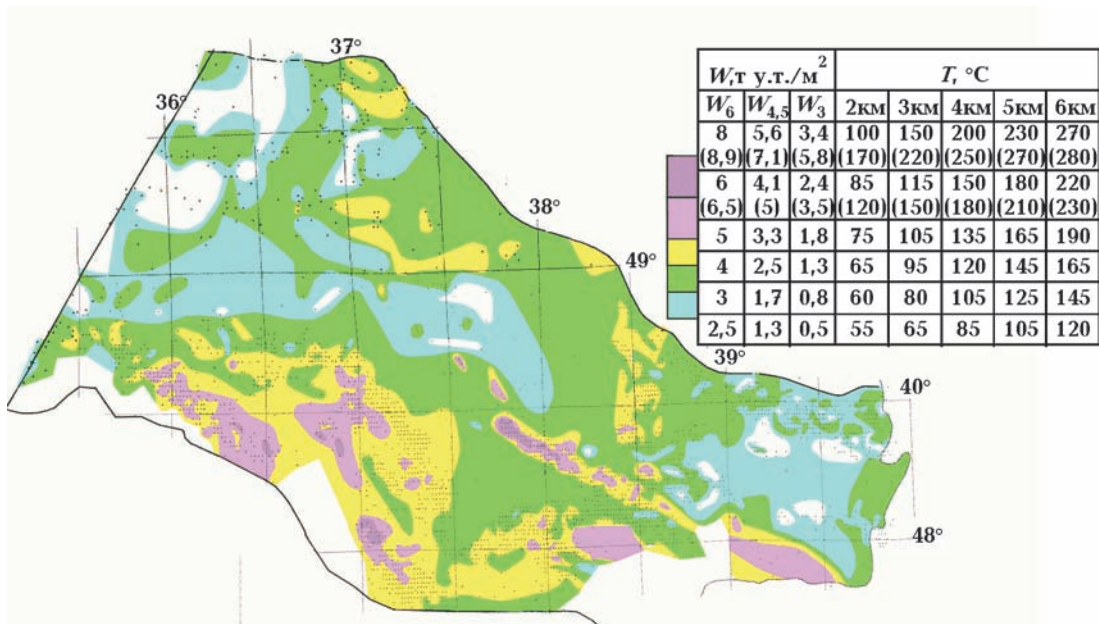 37°
36°
38°
49°
39°
40°
48°
W, т у.т./м² T, °C
W₆ W₄,₅ W₃ 2км 3км 4км 5км 6км
8 5,6 3,4 100 150 200 230 270
(8,9) (7,1) (5,8) (170) (220) (250) (270) (280)
6 4,1 2,4 85 115 150 180 220
(6,5) (5) (3,5) (120) (150) (180) (210) (230)
5 3,3 1,8 75 105 135 165 190
4 2,5 1,3 65 95 120 145 165
3 1,7 0,8 60 80 105 125 145
2,5 1,3 0,5 55 65 85 105 120